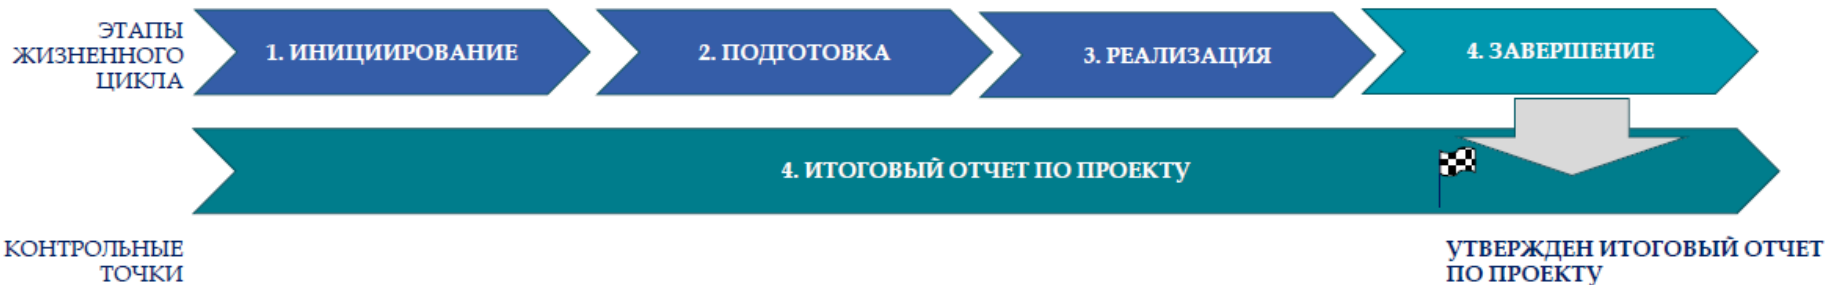 ЭТАПЫ
ЖИЗНЕННОГО
ЦИКЛА
1. ИНИЦИИРОВАНИЕ
2. ПОДГОТОВКА
3. РЕАЛИЗАЦИЯ
4. ЗАВЕРШЕНИЕ
4. ИТОГОВЫЙ ОТЧЕТ ПО ПРОЕКТУ
КОНТРОЛЬНЫЕ
ТОЧКИ
УТВЕРЖДЕН ИТОГОВЫЙ ОТЧЕТ
ПО ПРОЕКТУ